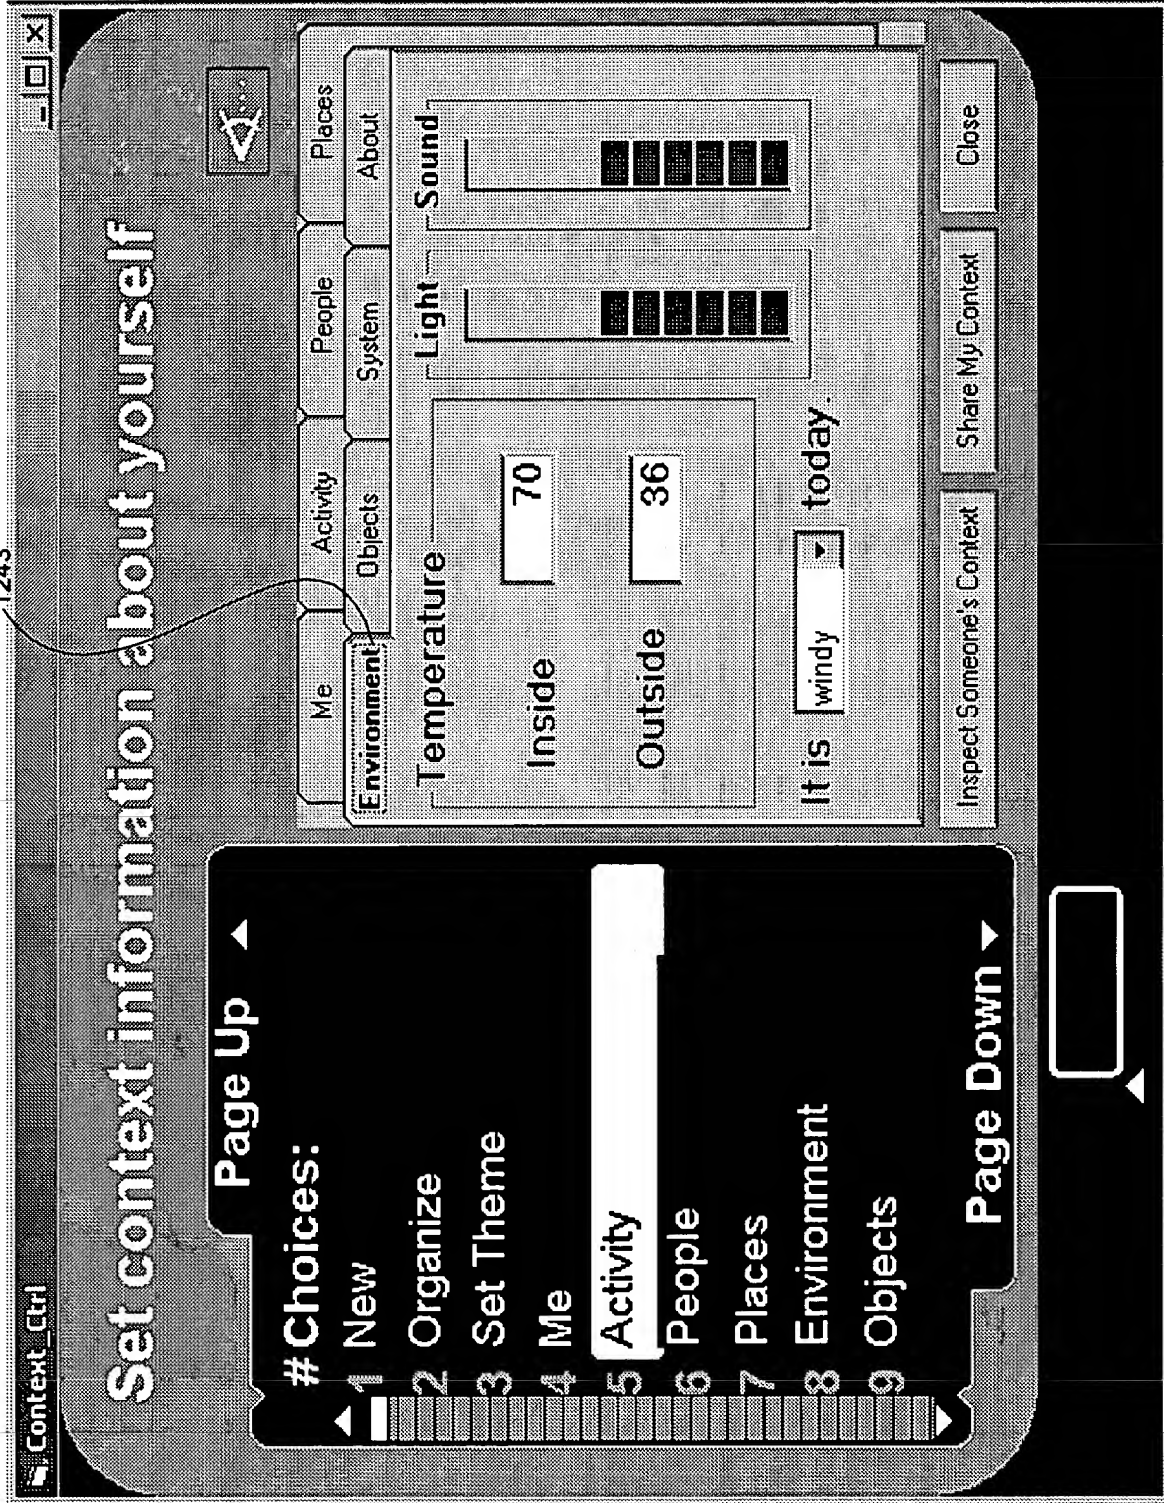 1243
Context_Ctrl
Set context information about yourself
Page Up
# Choices:
1 New
2 Organize
3 Set Theme
4 Me
5 Activity
6 People
7 Places
8 Environment
9 Objects
Page Down
Me Activity People Places
Environment Objects System About
Temperature
Inside 70
Outside 36
Light
Sound
It is windy today.
Inspect Someone's Context Share My Context Close